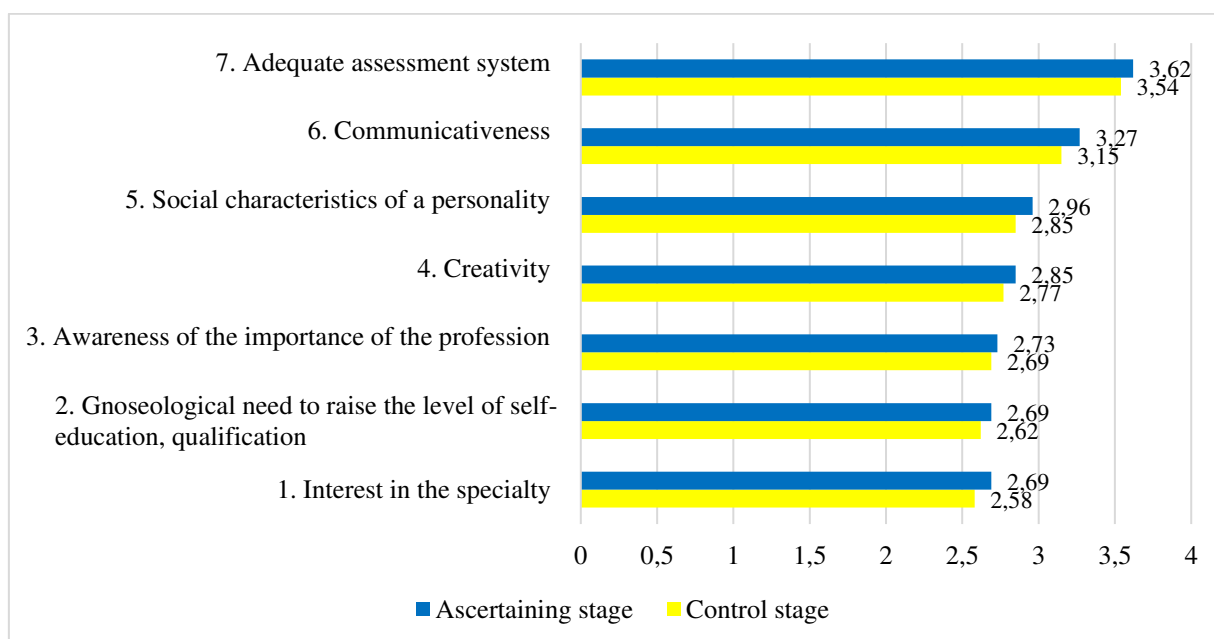 7. Adequate assessment system
3,62
3,54
6. Communicativeness
3,27
3,15
5. Social characteristics of a personality
2,96
2,85
4. Creativity
2,85
2,77
3. Awareness of the importance of the profession
2,73
2,69
2. Gnoseological need to raise the level of self-
education, qualification
2,69
2,62
1. Interest in the specialty
2,69
2,58
0 0,5 1 1,5 2 2,5 3 3,5 4
Ascertaining stage Control stage